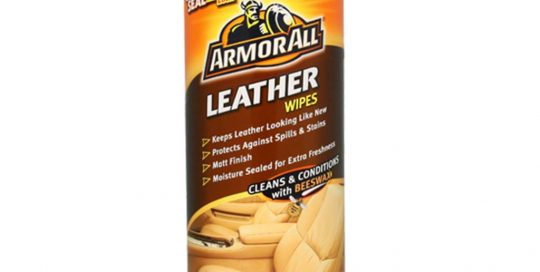 SEAL
ARMORALL
LEATHER
WIPES
Keeps Leather Looking Like New
Protects Against Spills & Stains
Matt Finish
Moisture Sealed for Extra Freshness
CLEANS & CONDITIONS
with BEESWAX